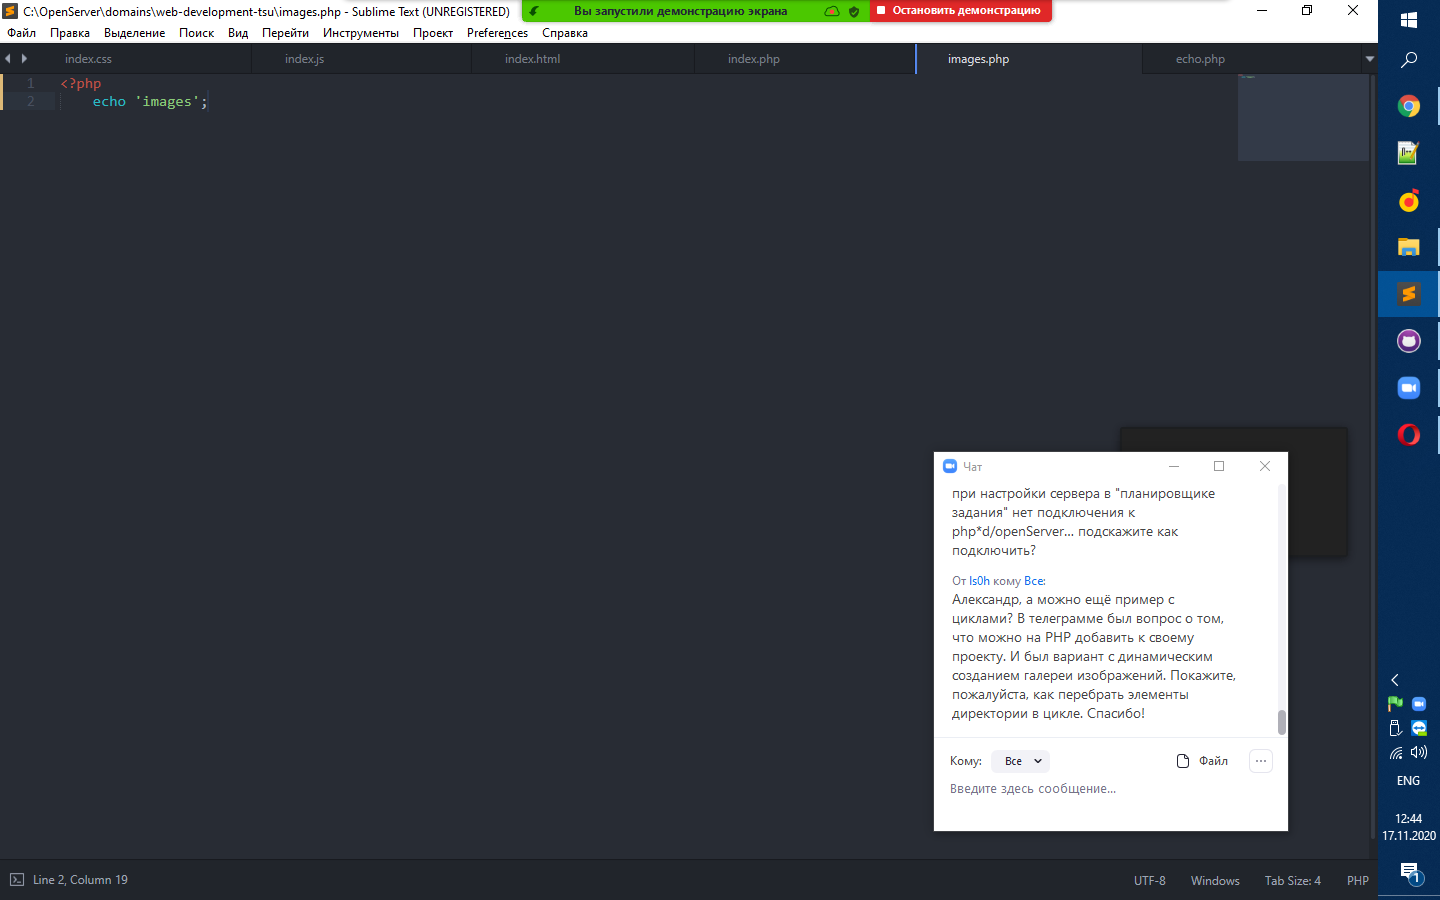 C:\OpenServer\domains\web-development-tsu\images.php - Sublime Text (UNREGISTERED)
Вы запустили демонстрацию экрана
Остановить демонстрацию
Файл Правка Выделение Поиск Вид Перейти Инструменты Проект Preferences Справка
index.css index.js index.html index.php images.php echo.php
1 <?php
2 echo 'images';
Чат
при настройки сервера в "планировщике
задания" нет подключения к
php*d/openServer... подскажите как
подключить?
От ls0h кому Все:
Александр, а можно ещё пример с
циклами? В телеграмме был вопрос о том,
что можно на PHP добавить к своему
проекту. И был вариант с динамическим
созданием галереи изображений. Покажите,
пожалуйста, как перебрать элементы
директории в цикле. Спасибо!
Кому: Все Файл
Введите здесь сообщение...
ENG
12:44
17.11.2020
1
Line 2, Column 19 UTF-8 Windows Tab Size: 4 PHP